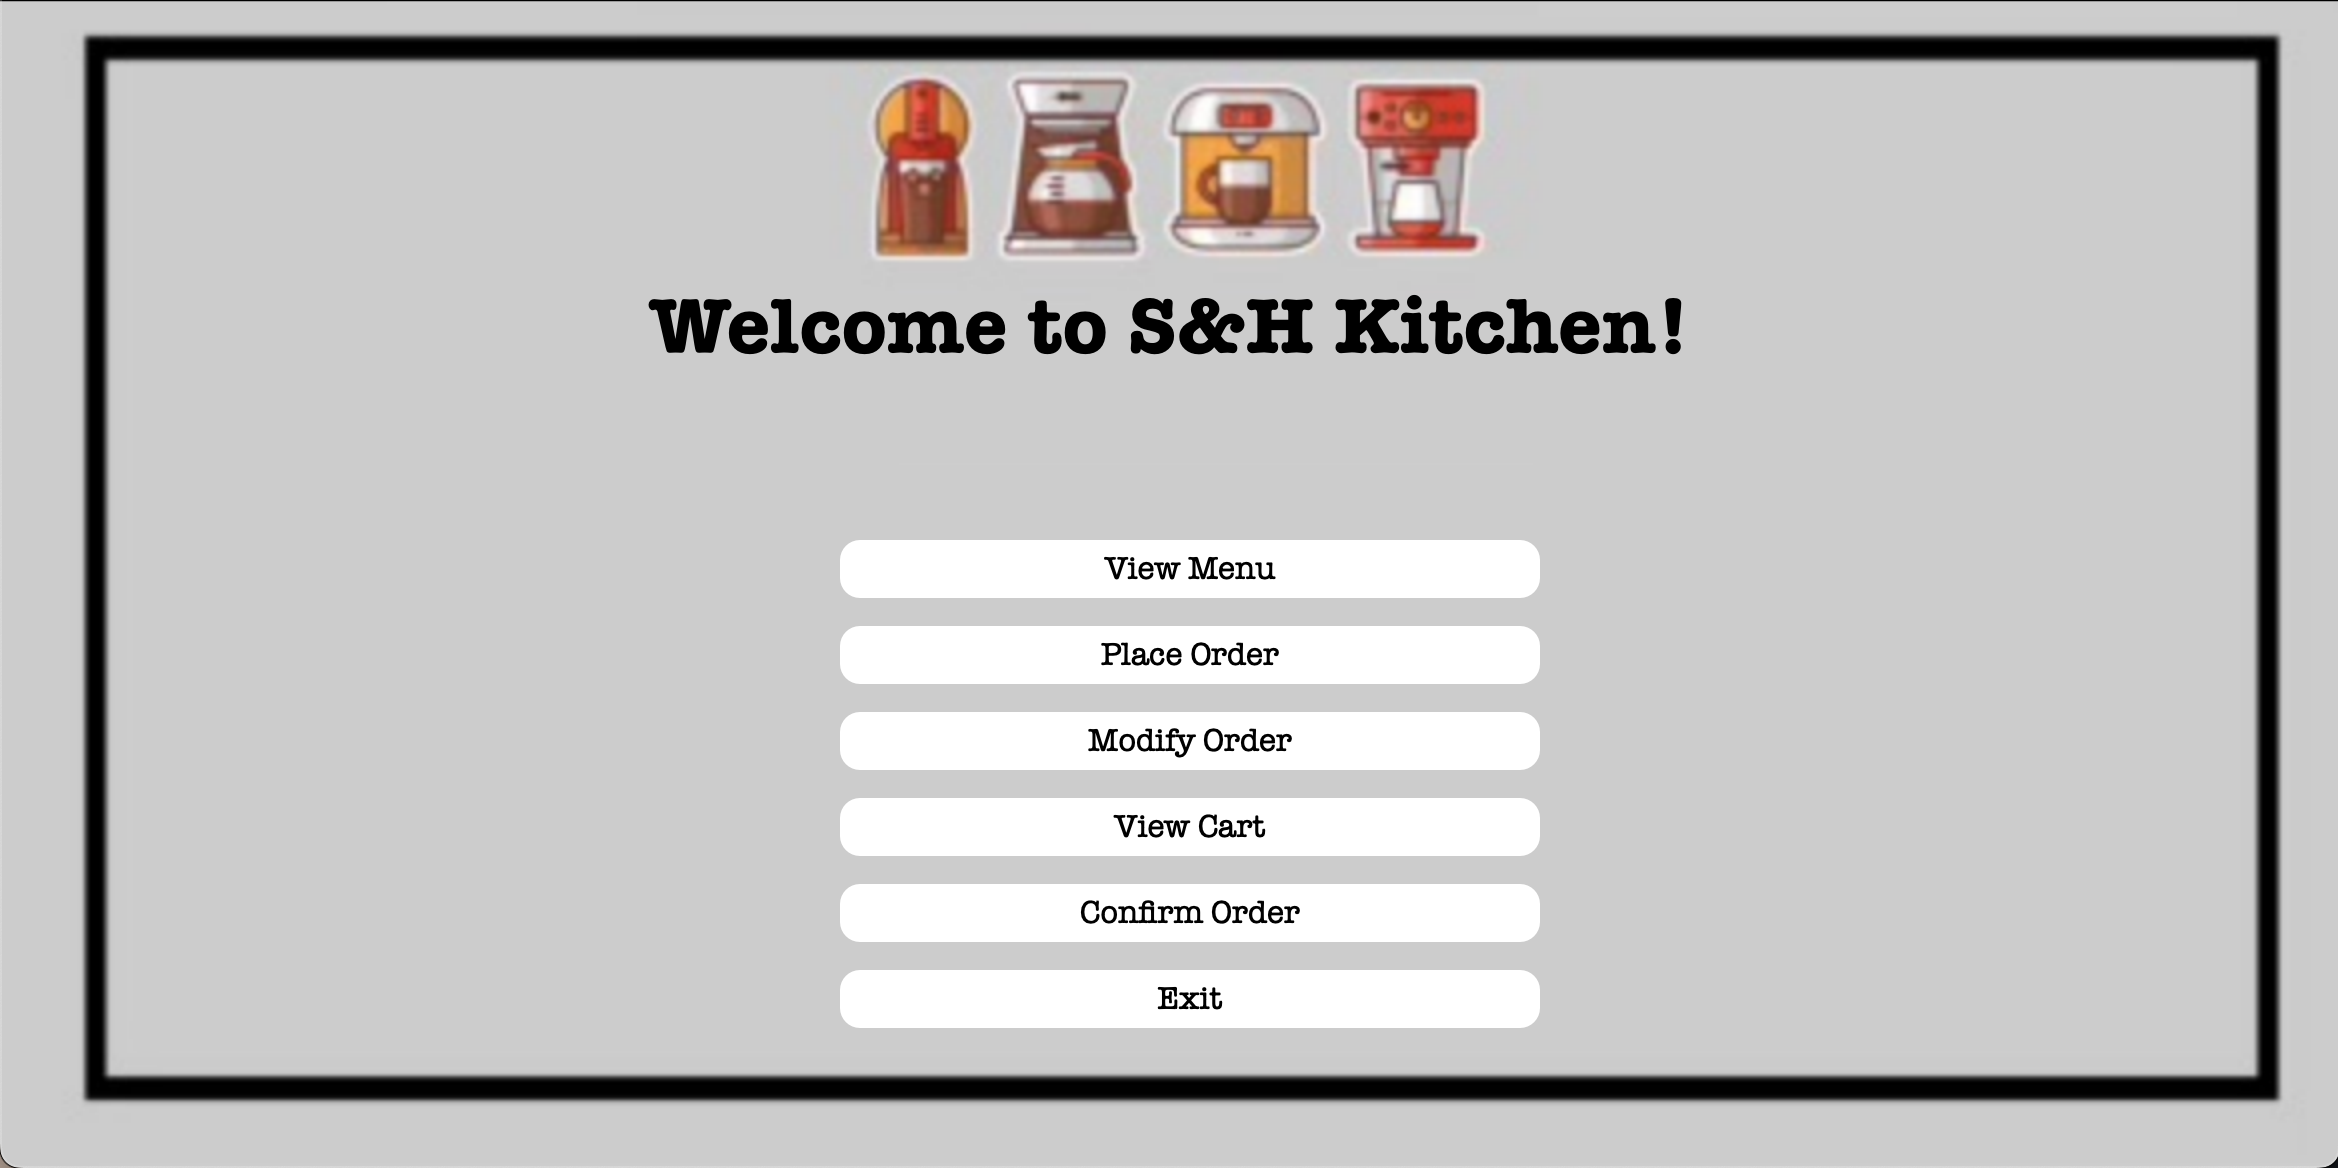 Welcome to S&H Kitchen!
View Menu
Place Order
Modify Order
View Cart
Confirm Order
Exit